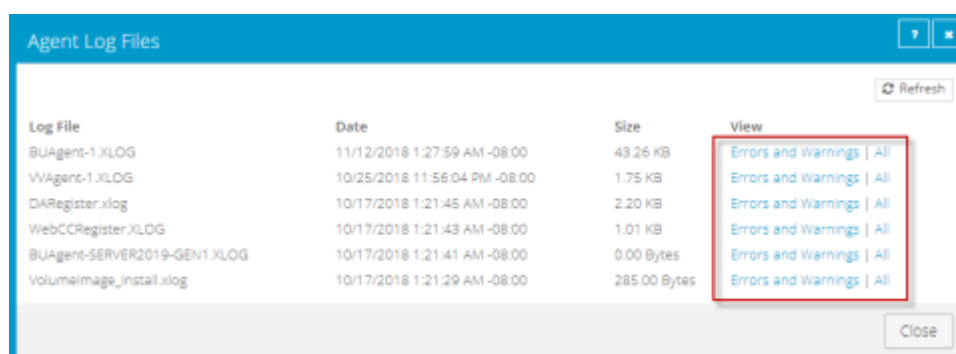 Agent Log Files ? ×
Refresh
Log File Date Size View
BUAgent-1.XLOG 11/12/2018 1:27:59 AM -08:00 43.26 KB Errors and Warnings | All
VVAgent-1.XLOG 10/25/2018 11:56:04 PM -08:00 1.75 KB Errors and Warnings | All
DARegister.xlog 10/17/2018 1:21:45 AM -08:00 2.20 KB Errors and Warnings | All
WebCCRegister.XLOG 10/17/2018 1:21:43 AM -08:00 1.01 KB Errors and Warnings | All
BUAgent-SERVER2019-GEN1.XLOG 10/17/2018 1:21:41 AM -08:00 0.00 Bytes Errors and Warnings | All
VolumeImage_Install.xlog 10/17/2018 1:21:29 AM -08:00 285.00 Bytes Errors and Warnings | All
Close